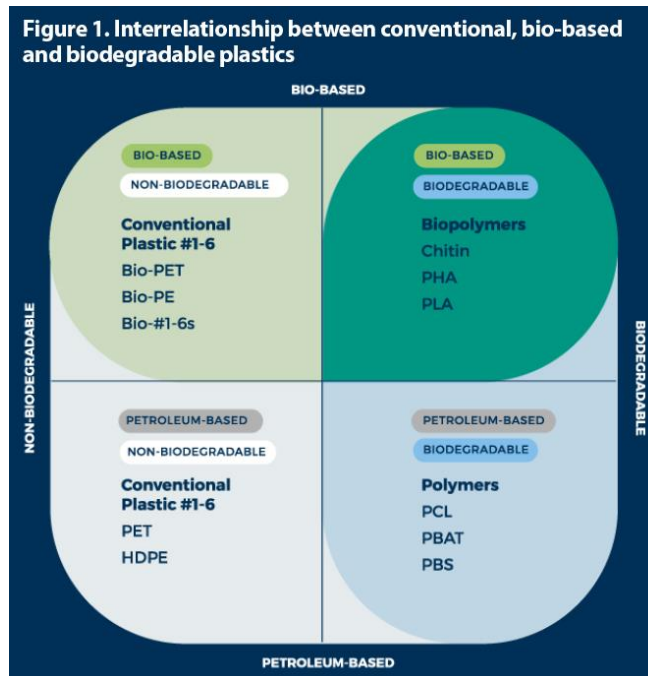 Figure 1. Interrelationship between conventional, bio-based
and biodegradable plastics
BIO-BASED
BIO-BASED
NON-BIODEGRADABLE
Conventional
Plastic #1-6
Bio-PET
Bio-PE
Bio-#1-6s
BIO-BASED
BIODEGRADABLE
Biopolymers
Chitin
PHA
PLA
NON-BIODEGRADABLE
BIODEGRADABLE
PETROLEUM-BASED
NON-BIODEGRADABLE
Conventional
Plastic #1-6
PET
HDPE
PETROLEUM-BASED
BIODEGRADABLE
Polymers
PCL
PBAT
PBS
PETROLEUM-BASED